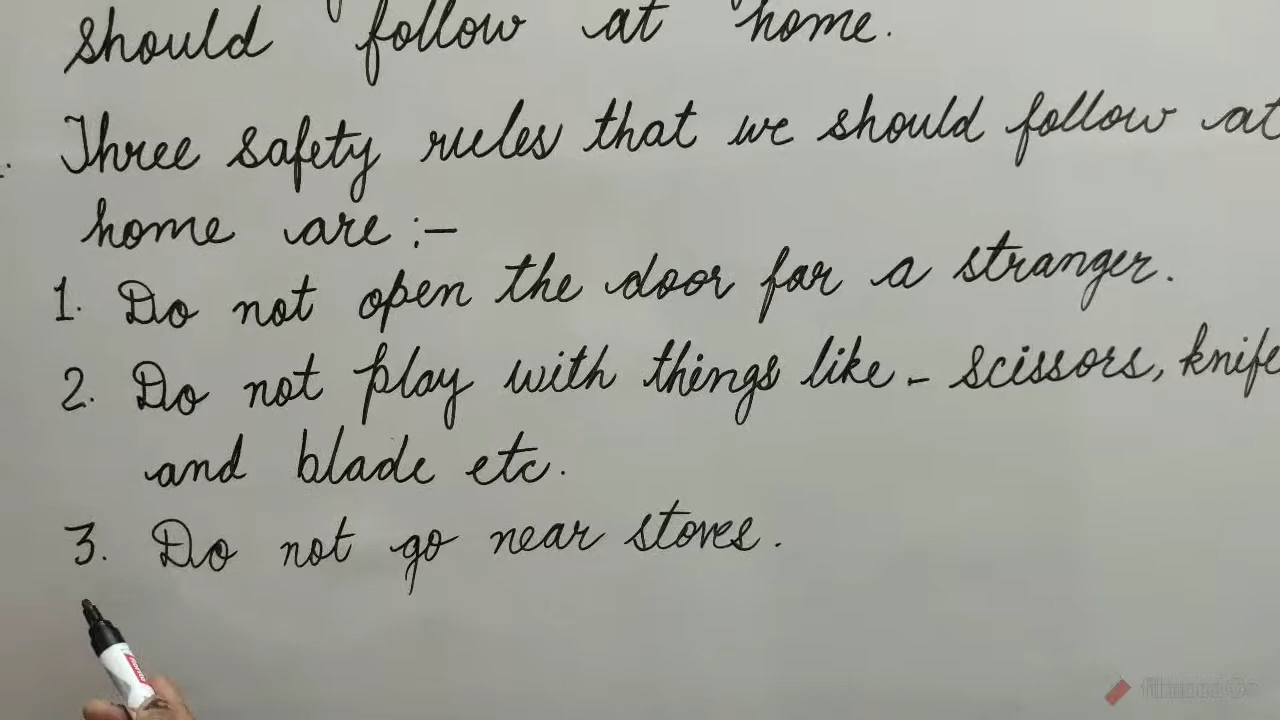 should follow at home.
Three safety rules that we should follow at
home are :-
1. Do not open the door for a stranger.
2. Do not play with things like - scissors, knife
and blade etc.
3. Do not go near stoves.